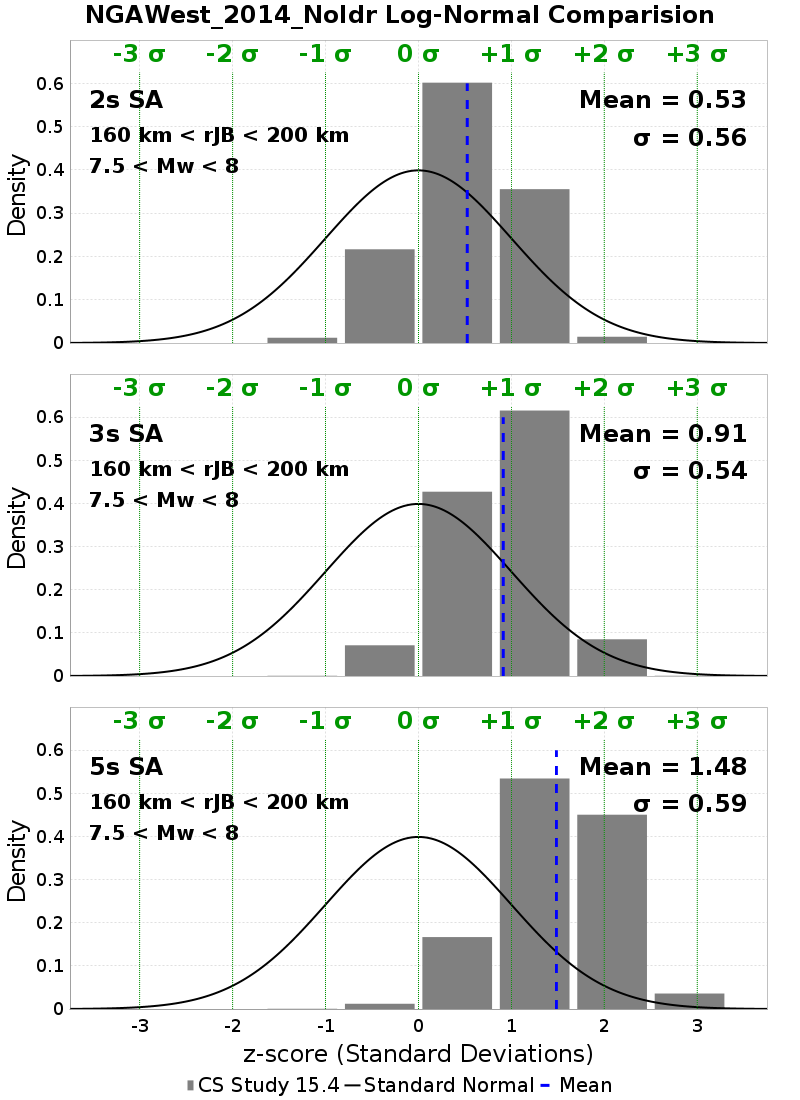 NGAWest_2014_NoIdr Log-Normal Comparision
-3 σ -2 σ -1 σ 0 σ +1 σ +2 σ +3 σ
2s SA
Mean = 0.53
160 km < rJB < 200 km
σ = 0.56
7.5 < Mw < 8
Density
0.6
0.5
0.4
0.3
0.2
0.1
0
-3 σ -2 σ -1 σ 0 σ +1 σ +2 σ +3 σ
3s SA
Mean = 0.91
160 km < rJB < 200 km
σ = 0.54
7.5 < Mw < 8
Density
0.6
0.5
0.4
0.3
0.2
0.1
0
-3 σ -2 σ -1 σ 0 σ +1 σ +2 σ +3 σ
5s SA
Mean = 1.48
160 km < rJB < 200 km
σ = 0.59
7.5 < Mw < 8
Density
0.6
0.5
0.4
0.3
0.2
0.1
0
-3 -2 -1 0 1 2 3
z-score (Standard Deviations)
CS Study 15.4 Standard Normal Mean